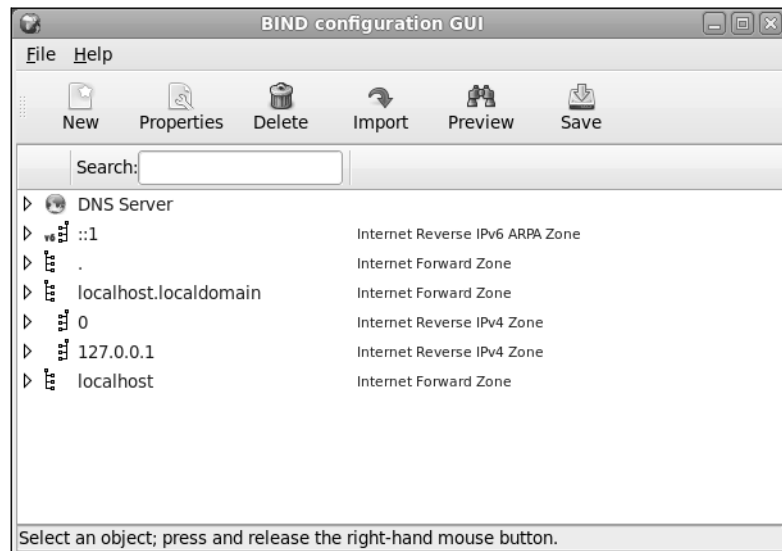 BIND configuration GUI
File Help
New Properties Delete Import Preview Save
Search:
DNS Server
v6 ::1 Internet Reverse IPv6 ARPA Zone
. Internet Forward Zone
localhost.localdomain Internet Forward Zone
0 Internet Reverse IPv4 Zone
127.0.0.1 Internet Reverse IPv4 Zone
localhost Internet Forward Zone
Select an object; press and release the right-hand mouse button.